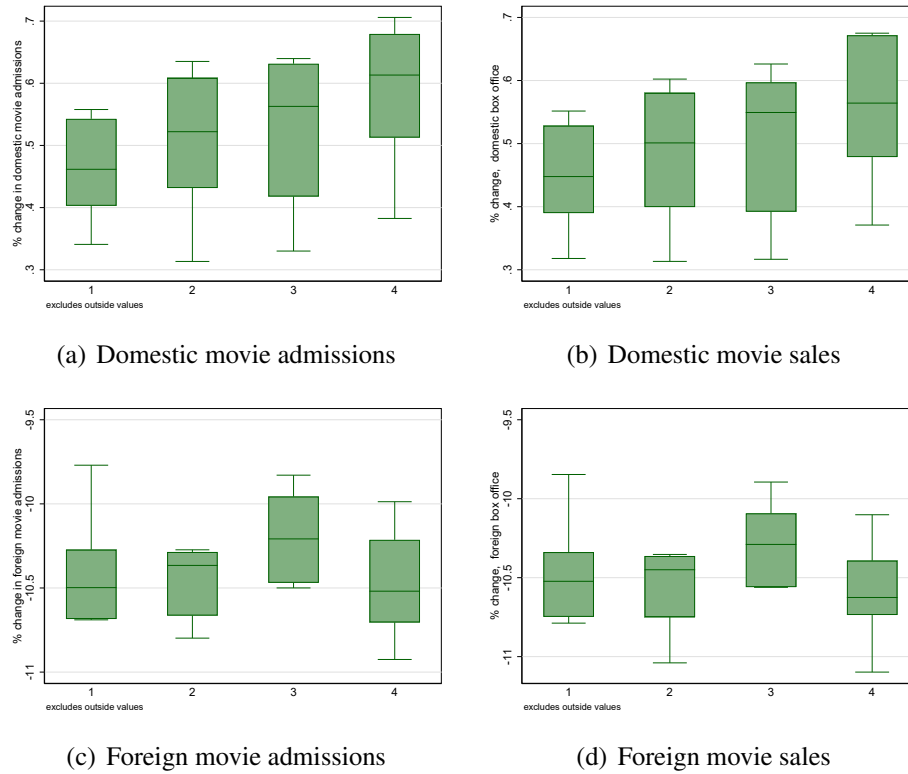 % change in domestic movie admissions
.7
.6
.5
.4
.3
1 2 3 4
excludes outside values
(a) Domestic movie admissions
% change, domestic box office
.7
.6
.5
.4
.3
1 2 3 4
excludes outside values
(b) Domestic movie sales
% change in foreign movie admissions
-9.5
-10
-10.5
-11
1 2 3 4
excludes outside values
(c) Foreign movie admissions
% change, foreign box office
-9.5
-10
-10.5
-11
1 2 3 4
excludes outside values
(d) Foreign movie sales